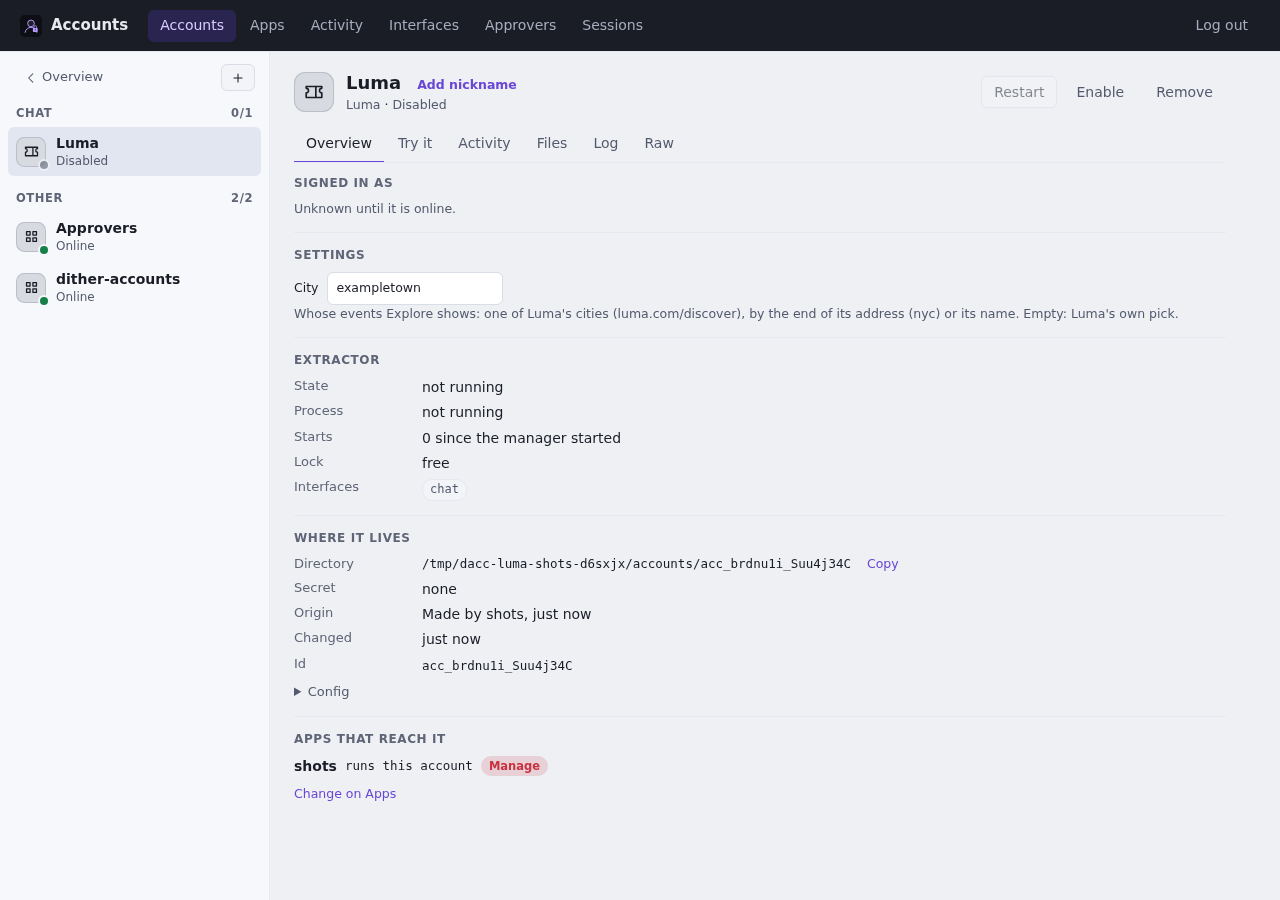 Accounts
Accounts Apps Activity Interfaces Approvers Sessions
Log out
Overview
+
CHAT 0/1
Luma
Disabled
OTHER 2/2
Approvers
Online
dither-accounts
Online
Luma Add nickname
Luma · Disabled
Restart Enable Remove
Overview Try it Activity Files Log Raw
SIGNED IN AS
Unknown until it is online.
SETTINGS
City exampletown
Whose events Explore shows: one of Luma's cities (luma.com/discover), by the end of its address (nyc) or its name. Empty: Luma's own pick.
EXTRACTOR
State not running
Process not running
Starts 0 since the manager started
Lock free
Interfaces chat
WHERE IT LIVES
Directory /tmp/dacc-luma-shots-d6sxjx/accounts/acc_brdnu1i_Suu4j34C Copy
Secret none
Origin Made by shots, just now
Changed just now
Id acc_brdnu1i_Suu4j34C
Config
APPS THAT REACH IT
shots runs this account Manage
Change on Apps